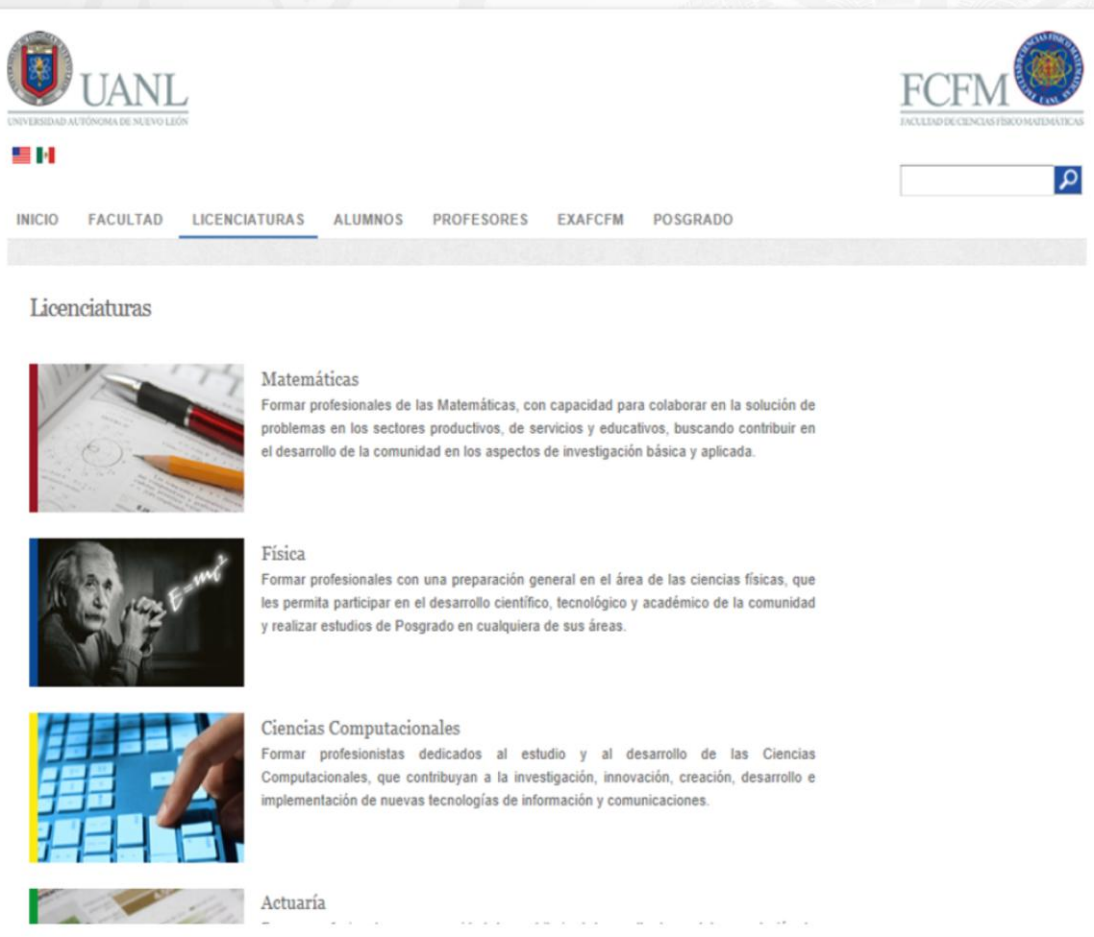 UANL
UNIVERSIDAD AUTÓNOMA DE NUEVO LEÓN
FCFM
FACULTAD DE CIENCIAS FÍSICO MATEMÁTICAS
INICIO FACULTAD LICENCIATURAS ALUMNOS PROFESORES EXAFCFM POSGRADO
Licenciaturas
Matemáticas
Formar profesionales de las Matemáticas, con capacidad para colaborar en la solución de
problemas en los sectores productivos, de servicios y educativos, buscando contribuir en
el desarrollo de la comunidad en los aspectos de investigación básica y aplicada.
E=mc²
Física
Formar profesionales con una preparación general en el área de las ciencias físicas, que
les permita participar en el desarrollo científico, tecnológico y académico de la comunidad
y realizar estudios de Posgrado en cualquiera de sus áreas.
Ciencias Computacionales
Formar profesionistas dedicados al estudio y al desarrollo de las Ciencias
Computacionales, que contribuyan a la investigación, innovación, creación, desarrollo e
implementación de nuevas tecnologías de información y comunicaciones.
Actuaría